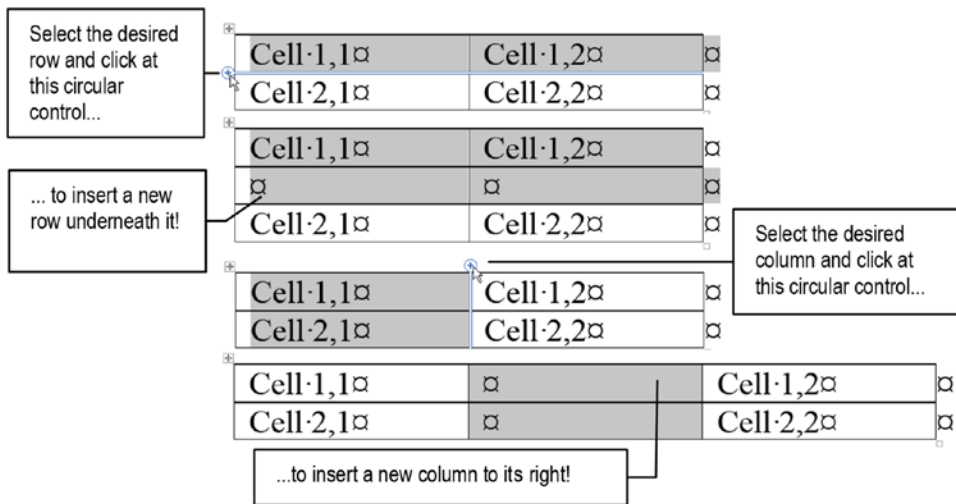 Select the desired
row and click at
this circular
control...
Cell·1,1¤ Cell·1,2¤ ¤
Cell·2,1¤ Cell·2,2¤ ¤
... to insert a new
row underneath it!
Cell·1,1¤ Cell·1,2¤ ¤
¤ ¤ ¤
Cell·2,1¤ Cell·2,2¤ ¤
Select the desired
column and click at
this circular control...
Cell·1,1¤ Cell·1,2¤ ¤
Cell·2,1¤ Cell·2,2¤ ¤
Cell·1,1¤ ¤ Cell·1,2¤ ¤
Cell·2,1¤ ¤ Cell·2,2¤ ¤
...to insert a new column to its right!